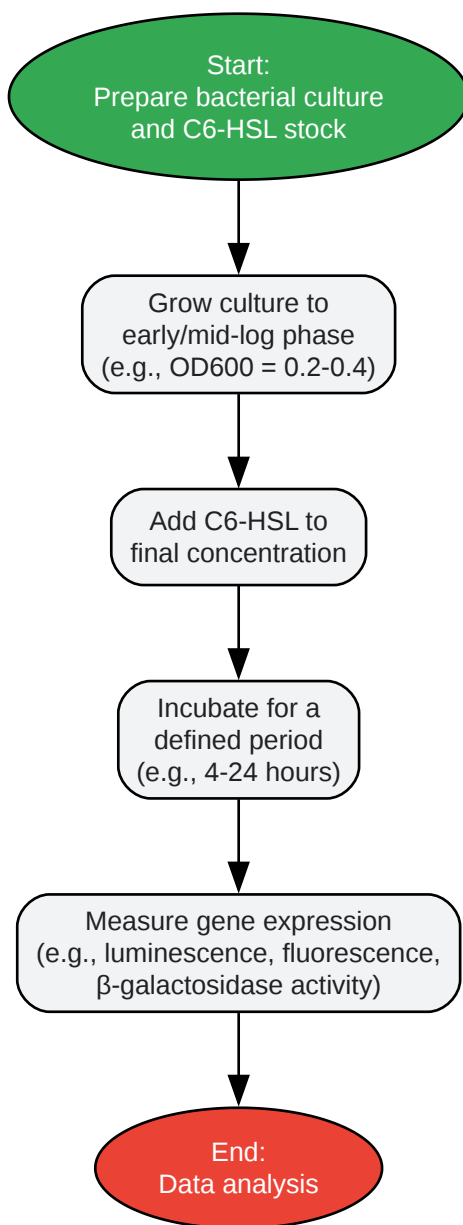 Start:
Prepare bacterial culture
and C6-HSL stock
Grow culture to
early/mid-log phase
(e.g., OD600 = 0.2-0.4)
Add C6-HSL to
final concentration
Incubate for a
defined period
(e.g., 4-24 hours)
Measure gene expression
(e.g., luminescence, fluorescence,
β-galactosidase activity)
End:
Data analysis